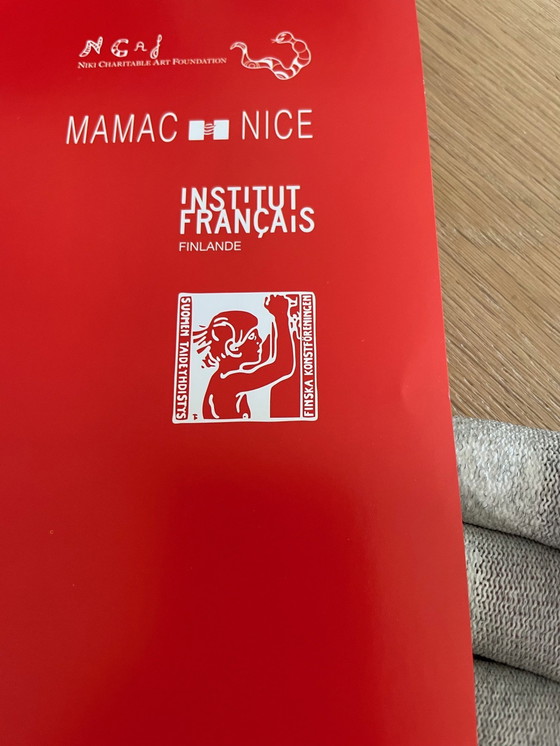 NCAF
NIKI CHARITABLE ART FOUNDATION
MAMAC NICE
INSTITUT
FRANÇAIS
FINLANDE
SUOMEN TAIDEYHDISTYS
FINSKA KONSTFÖRENINGEN